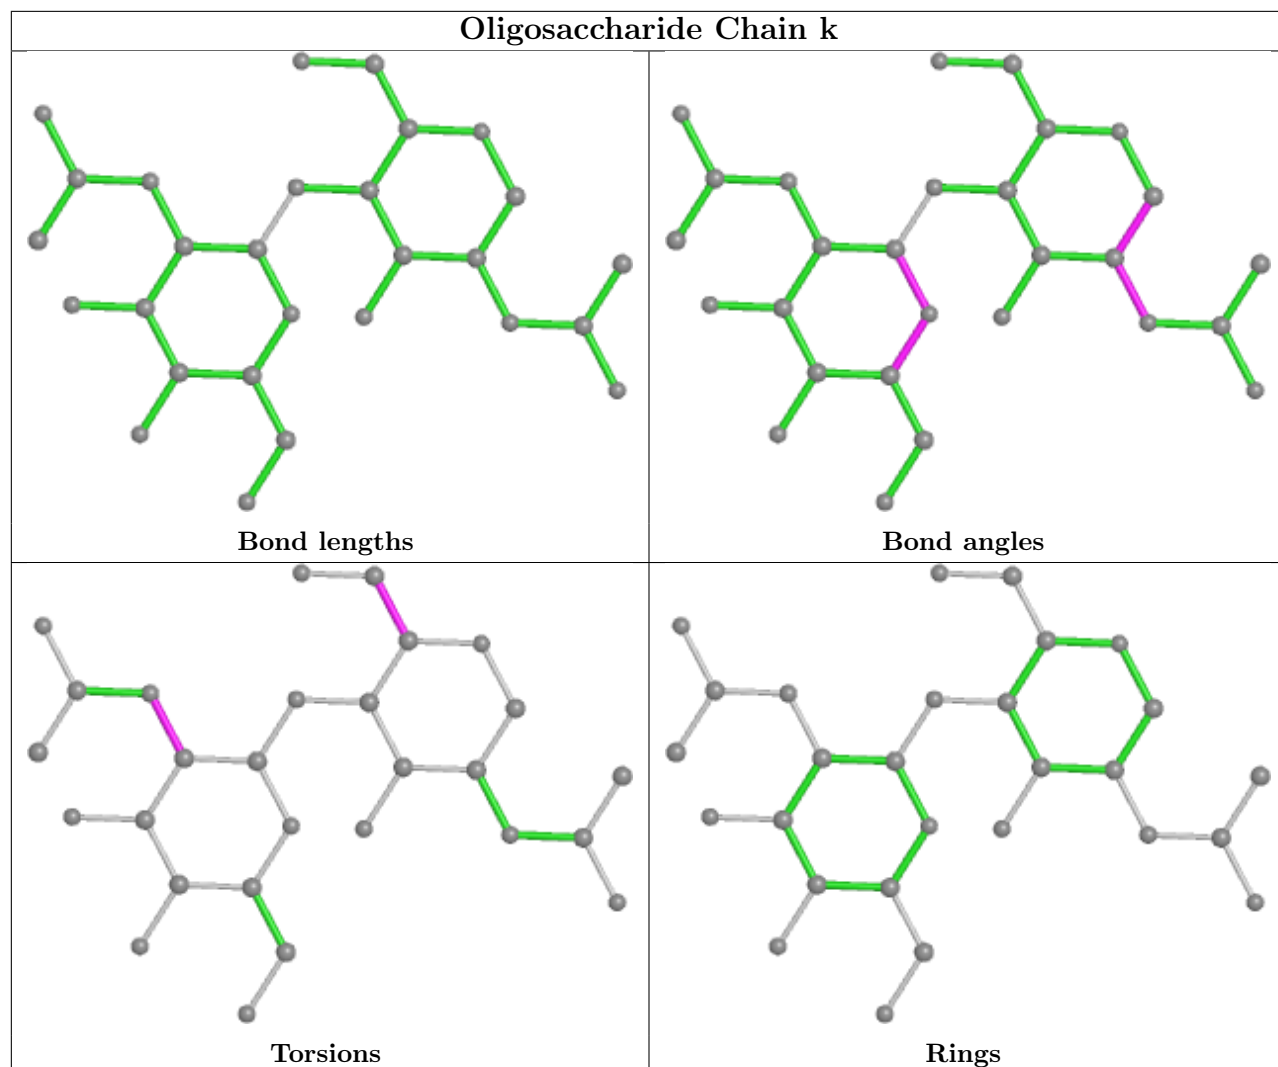 Oligosaccharide Chain k
Bond lengths
Bond angles
Torsions
Rings